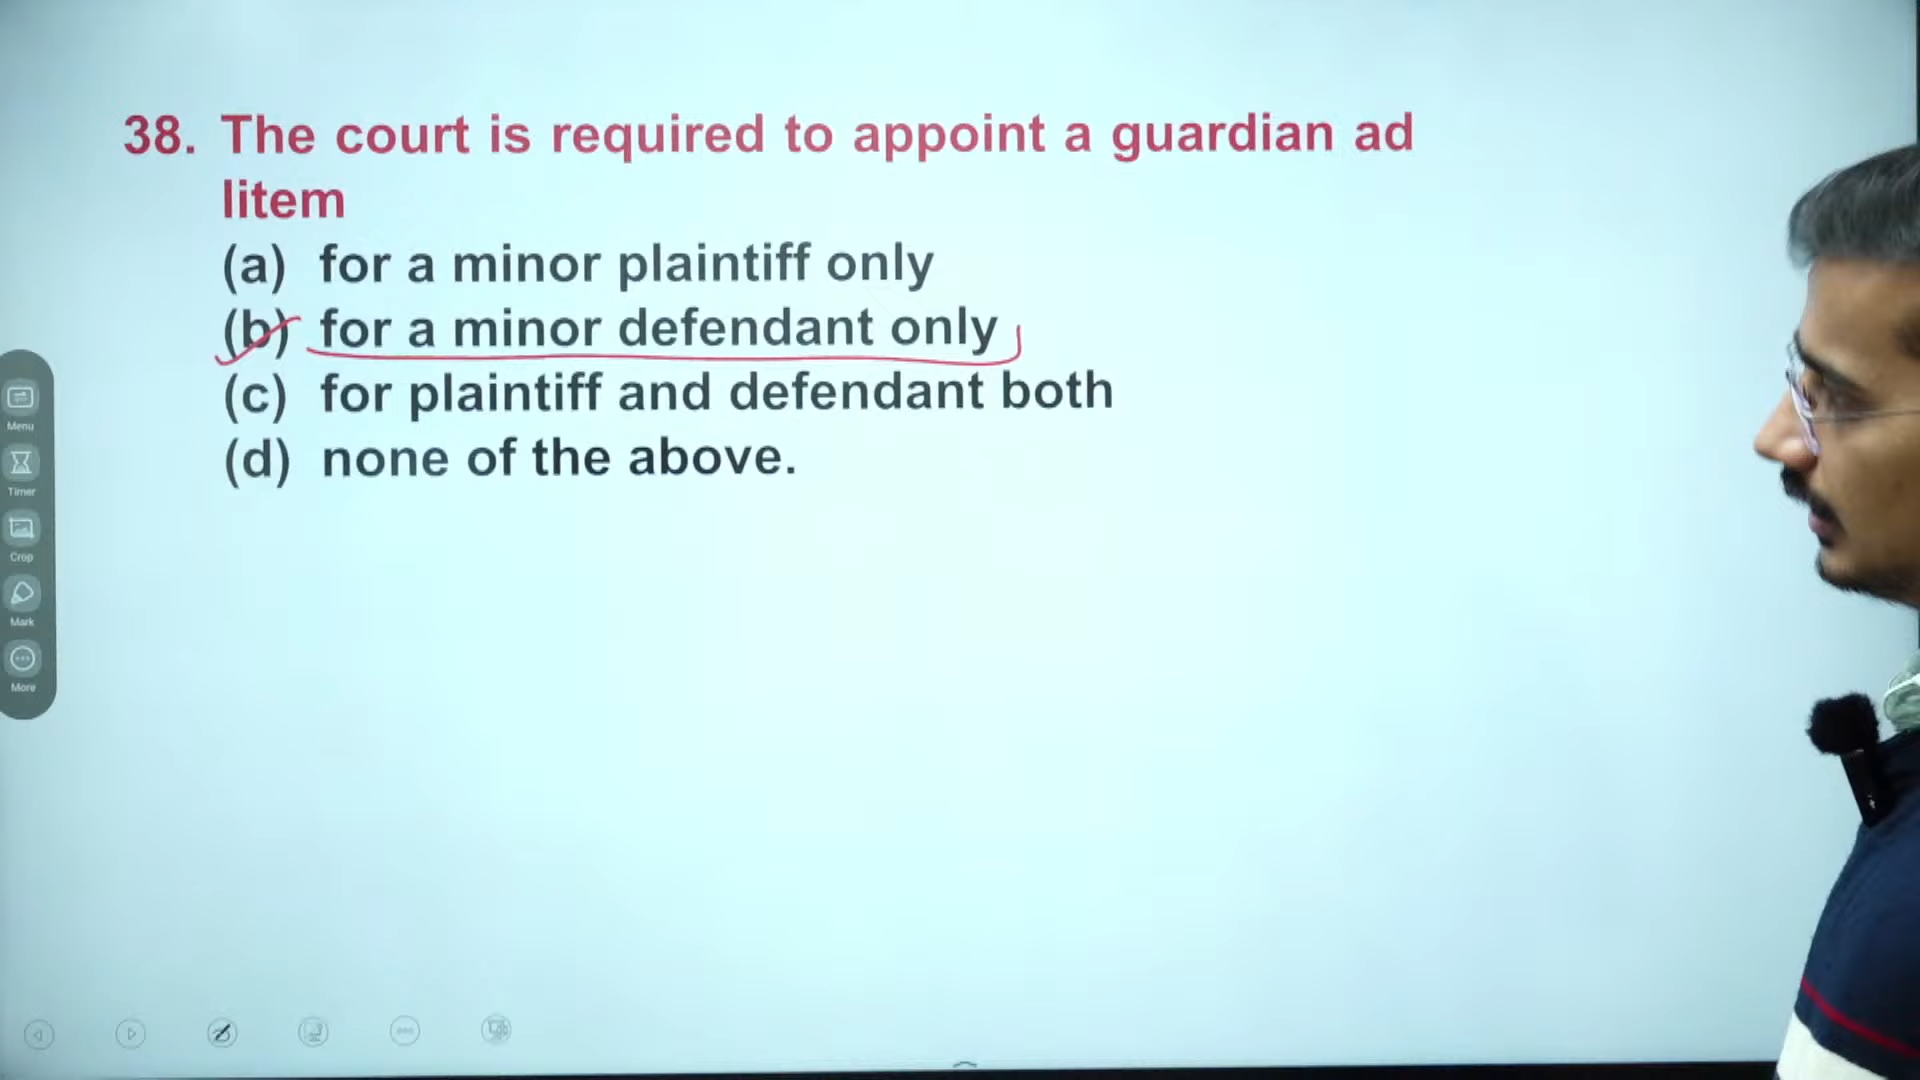 38. The court is required to appoint a guardian ad
litem
(a) for a minor plaintiff only
(b) for a minor defendant only
(c) for plaintiff and defendant both
(d) none of the above.
Menu
Timer
Crop
Mark
More